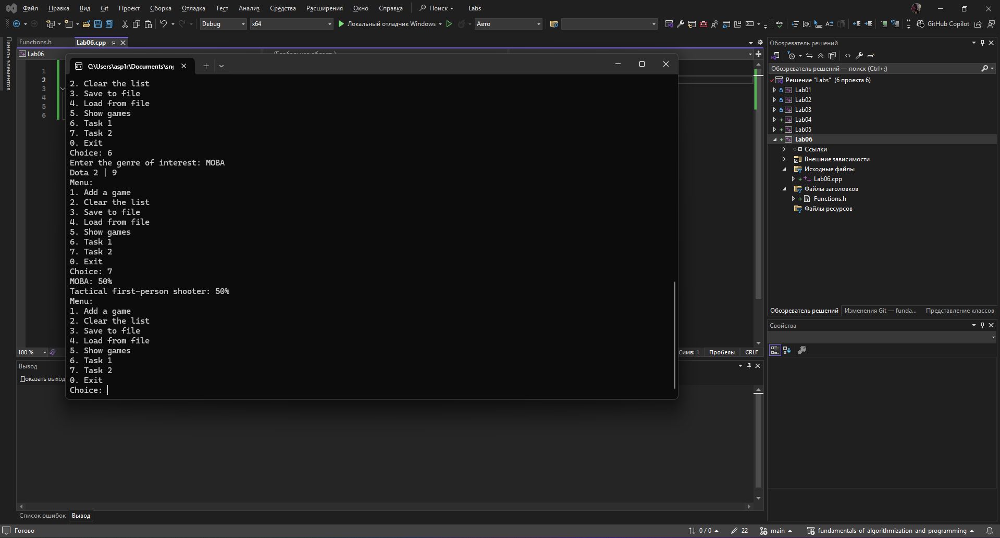 Файл Правка Вид Git Проект Сборка Отладка Тест Анализ Средства Расширения Окно Справка Поиск Labs
Debug x64 Локальный отладчик Windows Авто GitHub Copilot
Панель элементов
Functions.h Lab06.cpp
Lab06
1
2
3
4
5
6
C:\Users\asp1r\Documents\sn
2. Clear the list
3. Save to file
4. Load from file
5. Show games
6. Task 1
7. Task 2
0. Exit
Choice: 6
Enter the genre of interest: MOBA
Dota 2 | 9
Menu:
1. Add a game
2. Clear the list
3. Save to file
4. Load from file
5. Show games
6. Task 1
7. Task 2
0. Exit
Choice: 7
MOBA: 50%
Tactical first-person shooter: 50%
Menu:
1. Add a game
2. Clear the list
3. Save to file
4. Load from file
5. Show games
6. Task 1
7. Task 2
0. Exit
Choice:
100 % Симв: 1 Пробелы CRLF
Вывод
Показать выход
Список ошибок Вывод
Обозреватель решений
Обозреватель решений — поиск (Ctrl+;)
Решение "Labs" (6 проекта 6)
Lab01
Lab02
Lab03
Lab04
Lab05
Lab06
Ссылки
Внешние зависимости
Исходные файлы
Lab06.cpp
Файлы заголовков
Functions.h
Файлы ресурсов
Обозреватель решений Изменения Git — funda... Представление классов
Свойства
Готово 0 / 0 22 main fundamentals-of-algorithmization-and-programming